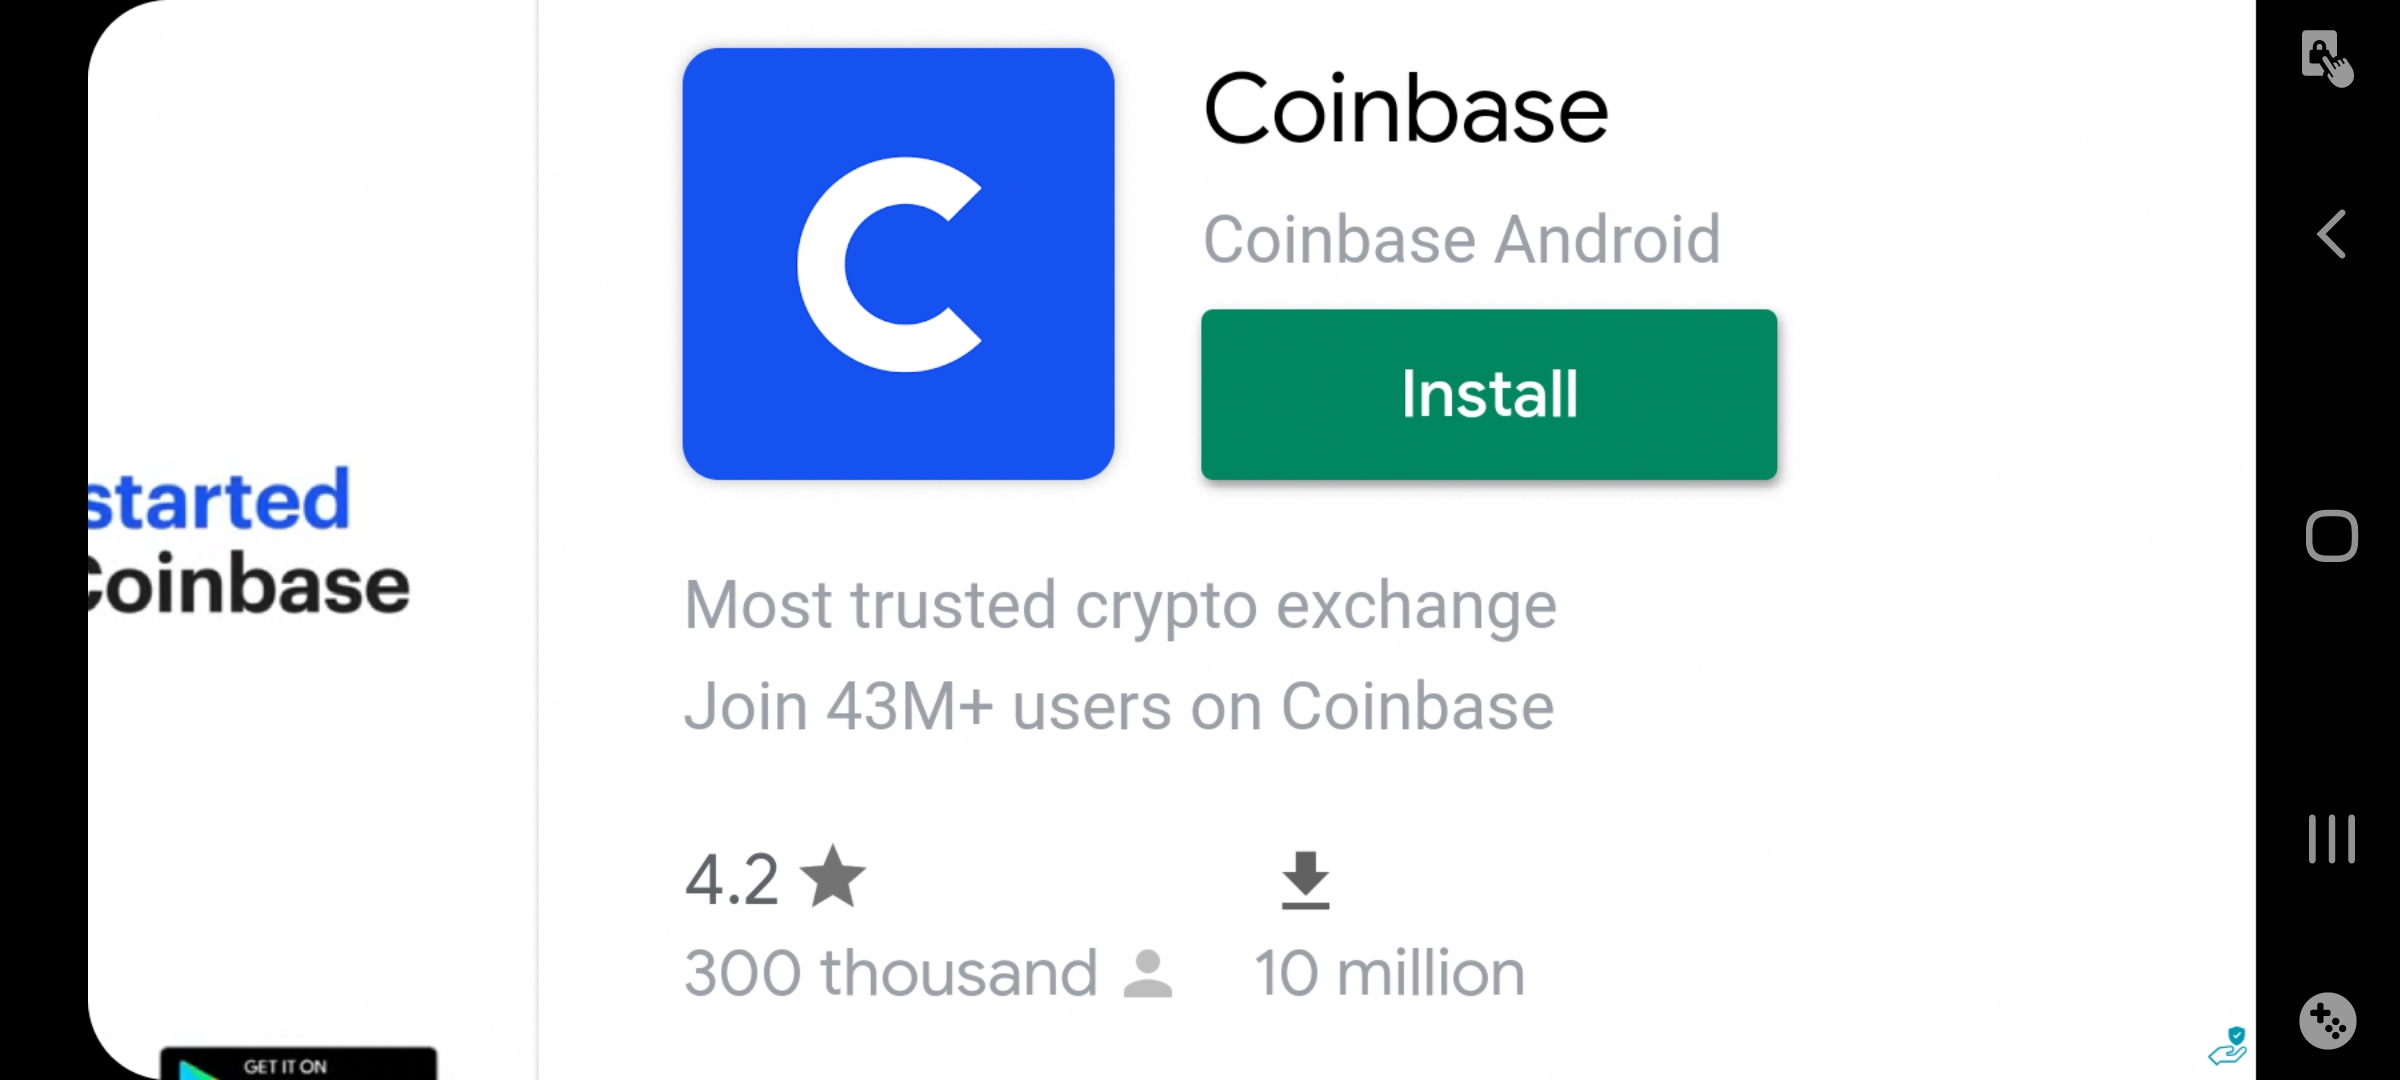 started
Coinbase
GET IT ON
Coinbase
Coinbase Android
Install
Most trusted crypto exchange
Join 43M+ users on Coinbase
4.2
300 thousand
10 million